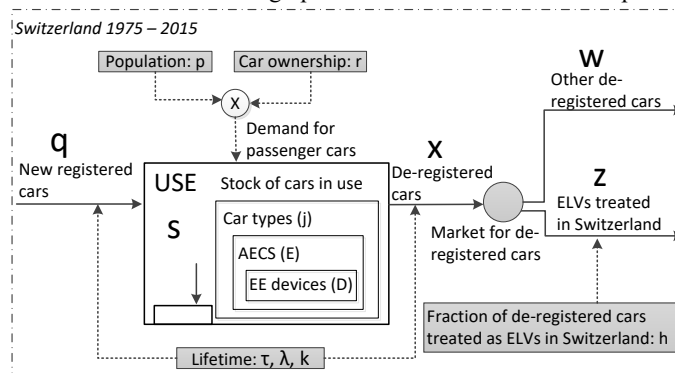 Switzerland 1975 – 2015
Population: p
Car ownership: r
X
Demand for
passenger cars
q
New registered
cars
USE
Stock of cars in use
S
Car types (j)
AECS (E)
EE devices (D)
X
De-registered
cars
Market for de-
registered cars
W
Other de-
registered cars
Z
ELVs treated
in Switzerland
Fraction of de-registered cars
treated as ELVs in Switzerland: h
Lifetime: τ, λ, k